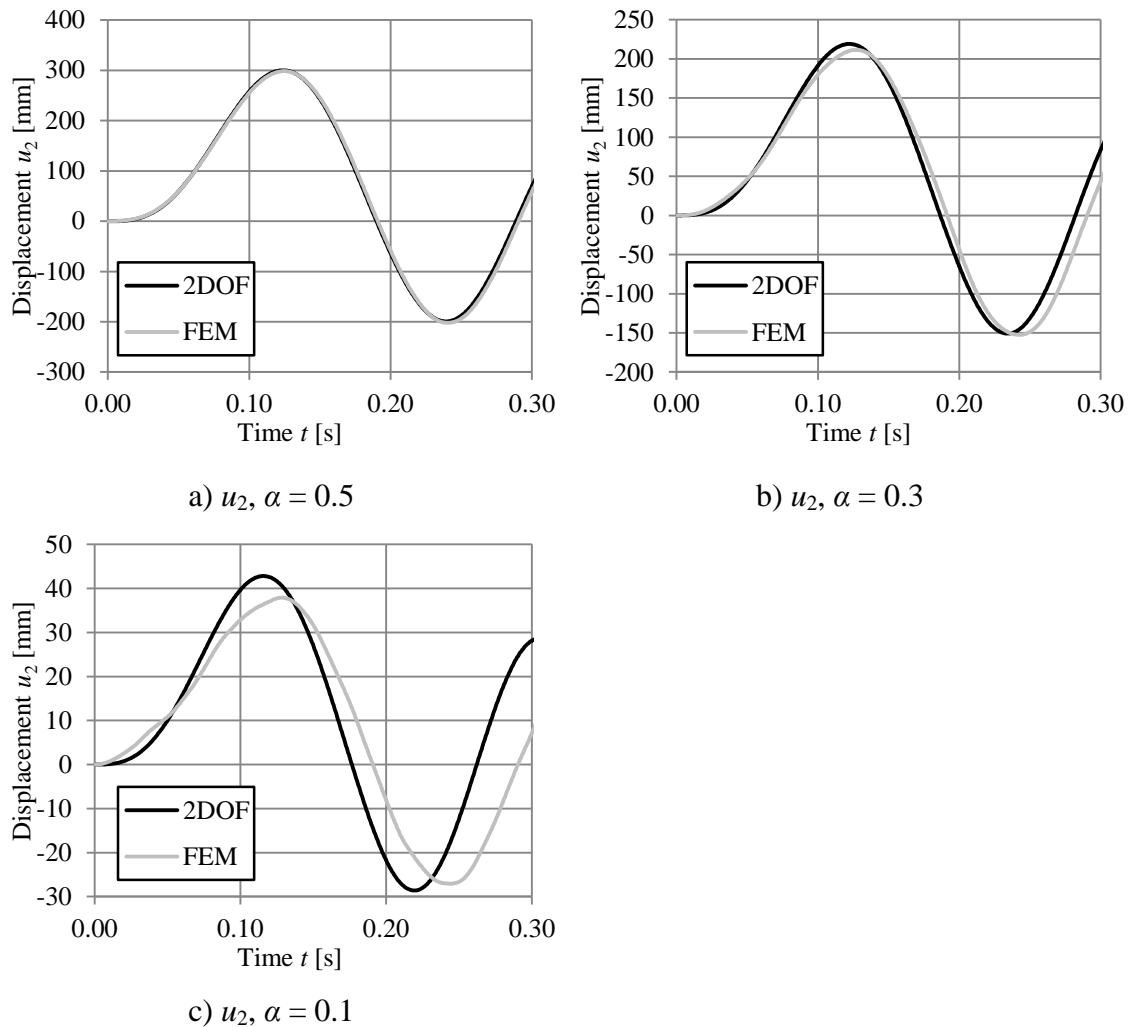 400
300
200
100
0
-100
-200
-300
Displacement u2 [mm]
2DOF
FEM
0.00 0.10 0.20 0.30
Time t [s]
a) u2, α = 0.5
250
200
150
100
50
0
-50
-100
-150
-200
Displacement u2 [mm]
2DOF
FEM
0.00 0.10 0.20 0.30
Time t [s]
b) u2, α = 0.3
50
40
30
20
10
0
-10
-20
-30
Displacement u2 [mm]
2DOF
FEM
0.00 0.10 0.20 0.30
Time t [s]
c) u2, α = 0.1